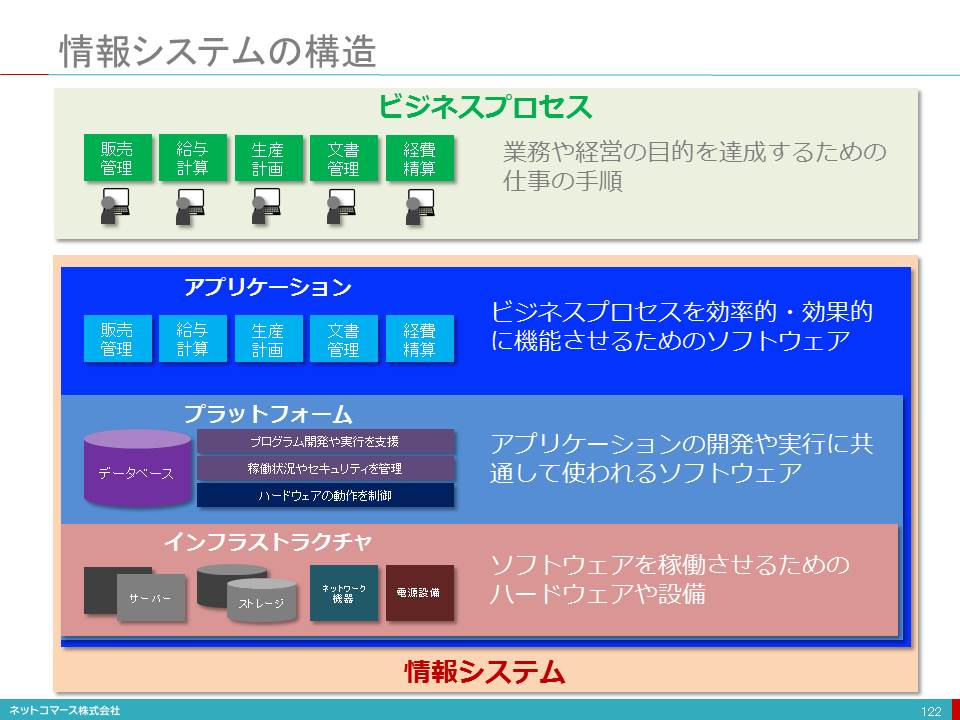 情報システムの構造
ビジネスプロセス
販売
管理
給与
計算
生産
計画
文書
管理
経費
精算
業務や経営の目的を達成するための
仕事の手順
アプリケーション
販売
管理
給与
計算
生産
計画
文書
管理
経費
精算
ビジネスプロセスを効率的・効果的
に機能させるためのソフトウェア
プラットフォーム
データベース
プログラム開発や実行を支援
稼働状況やセキュリティを管理
ハードウェアの動作を制御
アプリケーションの開発や実行に共
通して使われるソフトウェア
インフラストラクチャ
サーバー
ストレージ
ネットワーク
機器
電源設備
ソフトウェアを稼働させるための
ハードウェアや設備
情報システム
ネットコマース株式会社
122